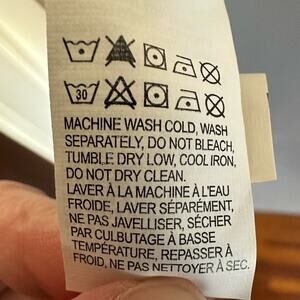 30
MACHINE WASH COLD, WASH
SEPARATELY, DO NOT BLEACH,
TUMBLE DRY LOW, COOL IRON,
DO NOT DRY CLEAN.
LAVER À LA MACHINE À L'EAU
FROIDE, LAVER SÉPARÉMENT,
NE PAS JAVELLISER, SÉCHER
PAR CULBUTAGE À BASSE
TEMPÉRATURE, REPASSER À
FROID, NE PAS NETTOYER À SEC.